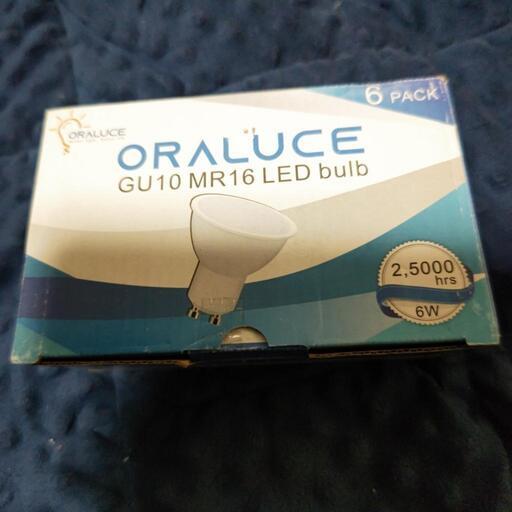 6 PACK
ORALUCE
ORALUCE
GU10 MR16 LED bulb
2,5000
hrs
6W